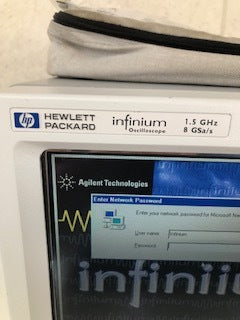 hp HEWLETT PACKARD
infinium
Oscilloscope
1.5 GHz
8 GSa/s
Agilent Technologies
Enter Network Password
Enter your network password for Microsoft Ne
User name: infinium
Password:
infiniiu